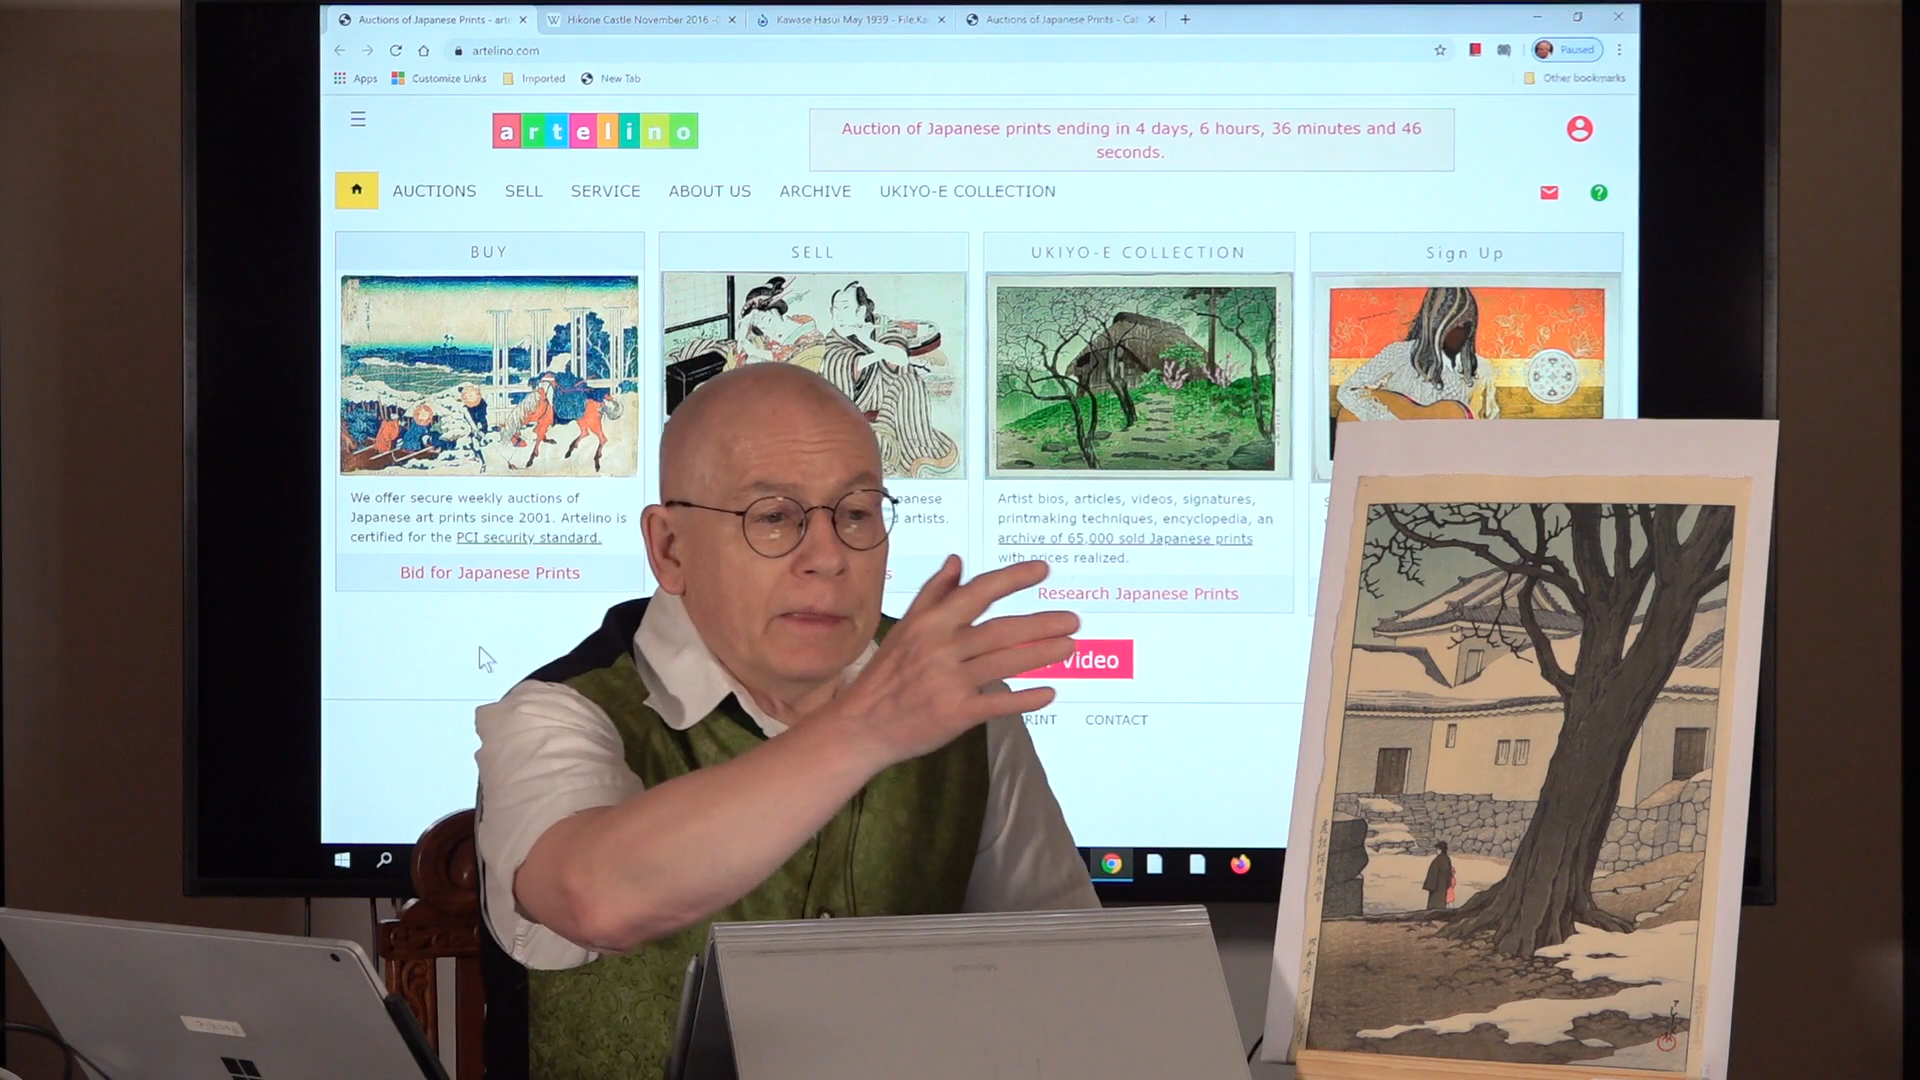 Auctions of Japanese Prints - arte
Hikone Castle November 2016 -
Kawase Hasui May 1939 - File:Ka
Auctions of Japanese Prints - Cat
artelino.com
Paused
Apps
Customize Links
Imported
New Tab
Other bookmarks
artelino
Auction of Japanese prints ending in 4 days, 6 hours, 36 minutes and 46
seconds.
AUCTIONS
SELL
SERVICE
ABOUT US
ARCHIVE
UKIYO-E COLLECTION
BUY
SELL
UKIYO-E COLLECTION
Sign Up
We offer secure weekly auctions of
Japanese art prints since 2001. Artelino is
certified for the PCI security standard.
Bid for Japanese Prints
artists.
Artist bios, articles, videos, signatures,
printmaking techniques, encyclopedia, an
archive of 65,000 sold Japanese prints
with prices realized.
Research Japanese Prints
Video
CONTACT
Microsoft